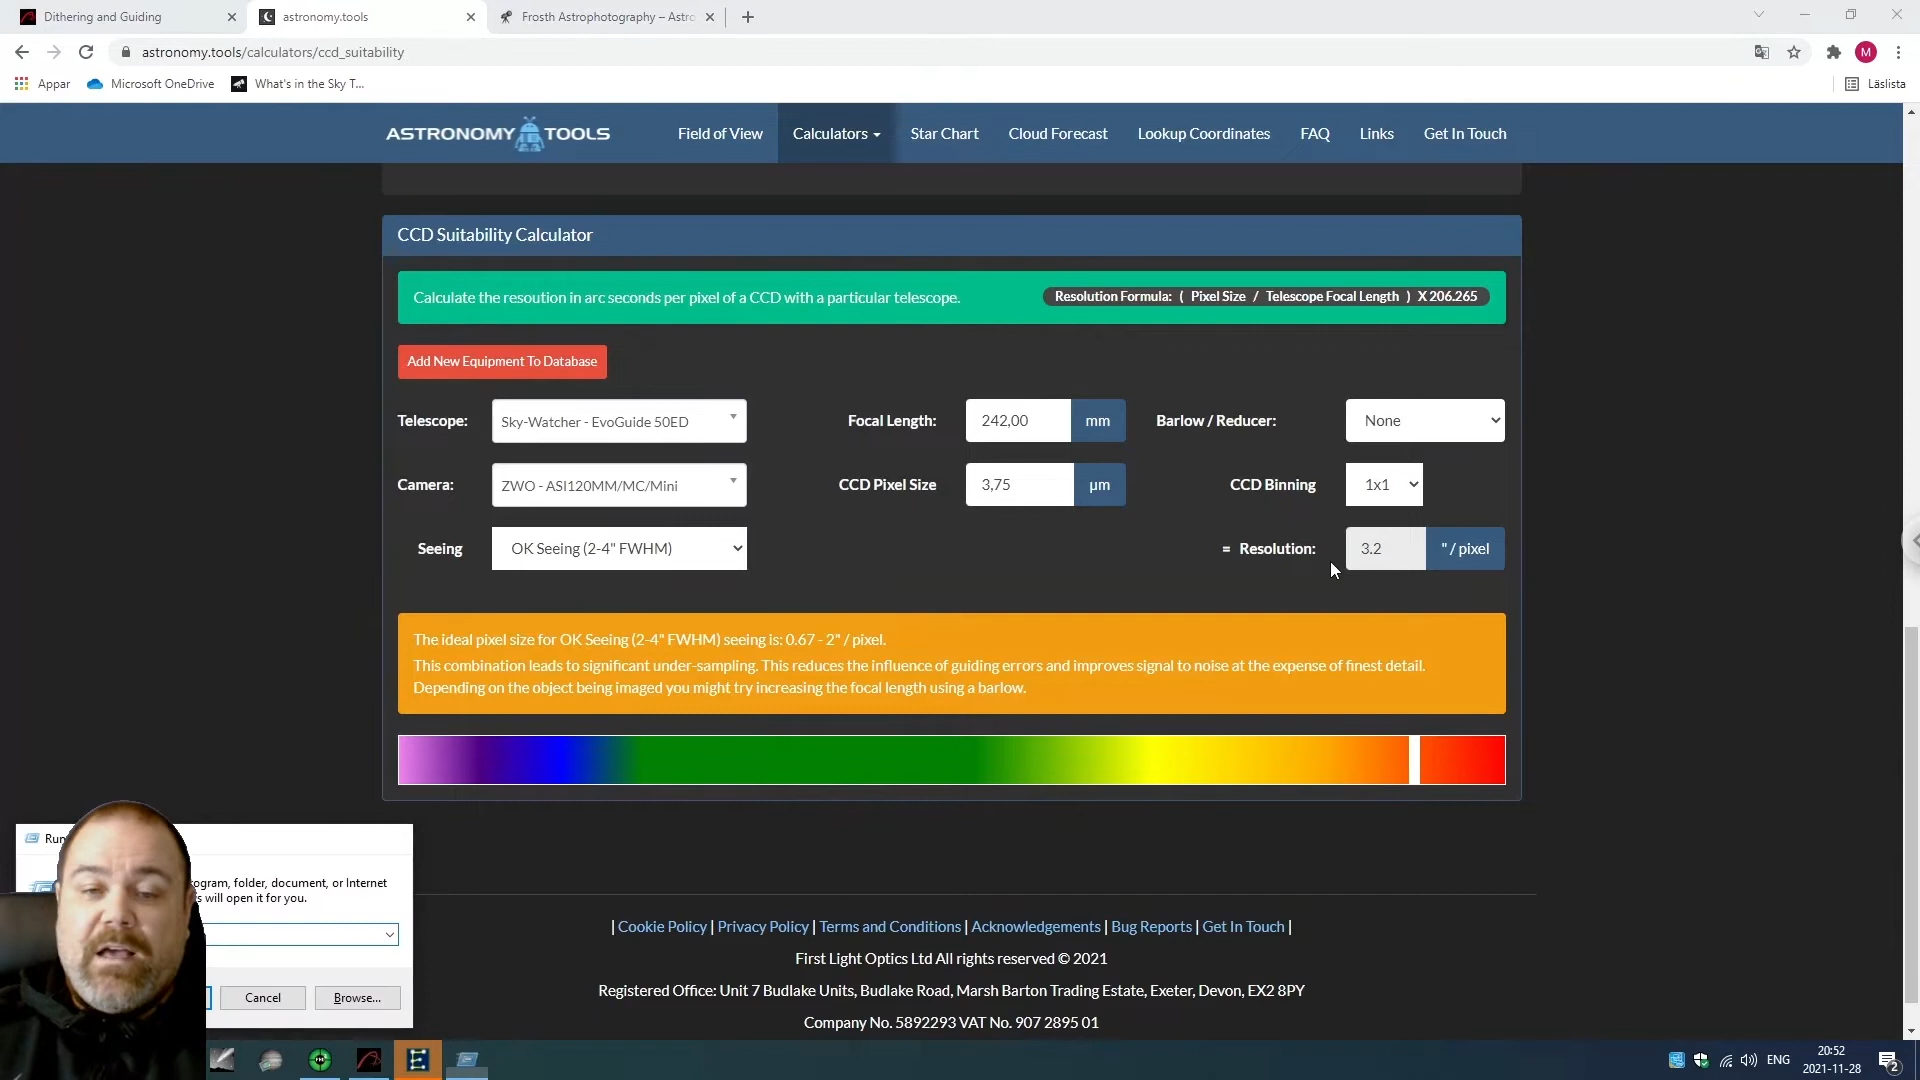 Dithering and Guiding
astronomy.tools
Frosth Astrophotography – Astro
astronomy.tools/calculators/ccd_suitability
M
Appar
Microsoft OneDrive
What's in the Sky T...
Läslista
ASTRONOMY TOOLS
Field of View
Calculators
Star Chart
Cloud Forecast
Lookup Coordinates
FAQ
Links
Get In Touch
CCD Suitability Calculator
Calculate the resoution in arc seconds per pixel of a CCD with a particular telescope.
Resolution Formula: ( Pixel Size / Telescope Focal Length ) X 206.265
Add New Equipment To Database
Telescope:
Sky-Watcher - EvoGuide 50ED
Focal Length:
242,00
mm
Barlow / Reducer:
None
Camera:
ZWO - ASI120MM/MC/Mini
CCD Pixel Size
3,75
µm
CCD Binning
1x1
Seeing
OK Seeing (2-4" FWHM)
= Resolution:
3.2
" / pixel
The ideal pixel size for OK Seeing (2-4" FWHM) seeing is: 0.67 - 2" / pixel.
This combination leads to significant under-sampling. This reduces the influence of guiding errors and improves signal to noise at the expense of finest detail.
Depending on the object being imaged you might try increasing the focal length using a barlow.
Run
folder, document, or Internet
will open it for you.
Cancel
Browse...
| Cookie Policy | Privacy Policy | Terms and Conditions | Acknowledgements | Bug Reports | Get In Touch |
First Light Optics Ltd All rights reserved © 2021
Registered Office: Unit 7 Budlake Units, Budlake Road, Marsh Barton Trading Estate, Exeter, Devon, EX2 8PY
Company No. 5892293 VAT No. 907 2895 01
ENG
20:52
2021-11-28
2